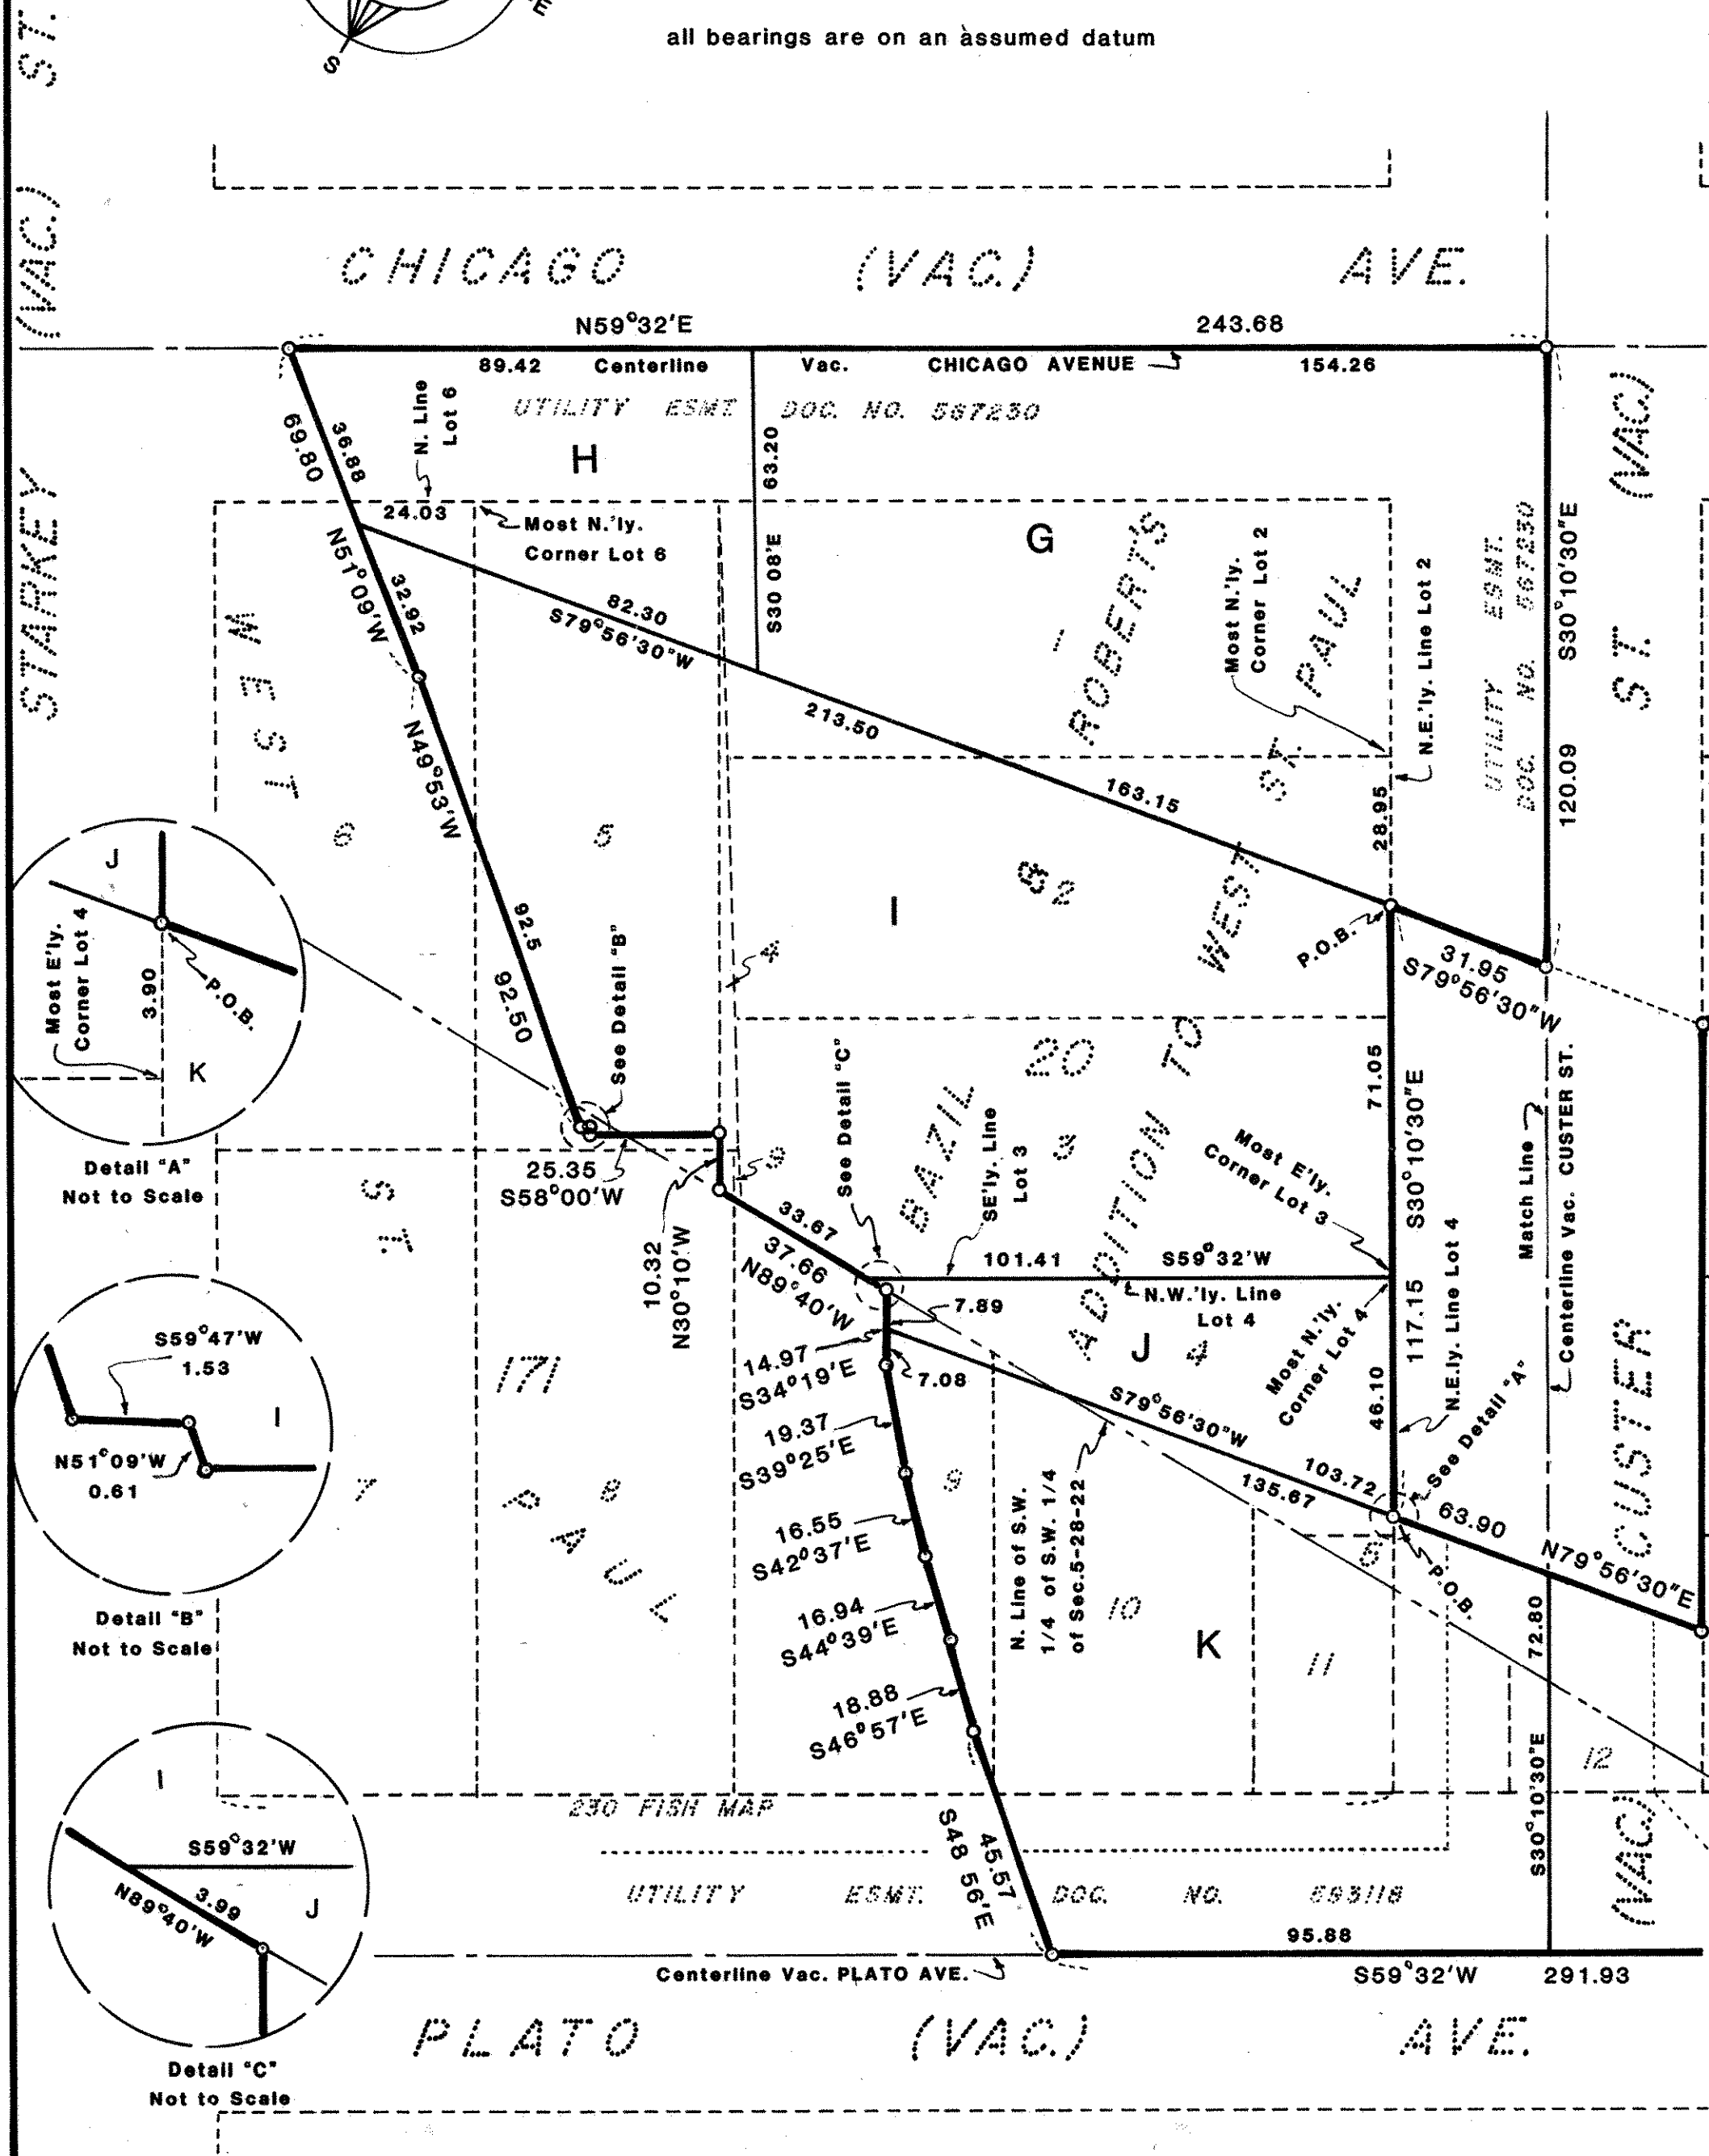 S
E
all bearings are on an assumed datum
STARKEY (VAC.) ST.
CHICAGO (VAC.) AVE.
N59°32'E
243.68
89.42
Centerline Vac. CHICAGO AVENUE
154.26
UTILITY ESMT. DOC. NO. 567230
N. Line
Lot 6
69.80
36.88
H
63.20
S30 08'E
24.03
Most N.'ly.
Corner Lot 6
G
N51°09'W
32.92
82.30
S79°56'30"W
213.50
163.15
1
BAZIL & ROBERTS
ADDITION TO
WEST ST. PAUL
Most N.'ly.
Corner Lot 2
N.E.'ly. Line Lot 2
28.95
UTILITY ESMT.
DOC. NO. 567230
S30°10'30"E
120.09
CUSTER (VAC.) ST.
(VAC.)
WEST
ST.
PAUL
N49°53'W
92.5
92.50
6
5
4
2
I
P.O.B.
31.95
S79°56'30"W
See Detail "B"
See Detail "C"
20
3
71.05
S30°10'30"E
117.15
Match Line
Centerline Vac. CUSTER ST.
J
Most E'ly.
Corner Lot 4
3.90
P.O.B.
K
Detail "A"
Not to Scale
25.35
S58°00'W
10.32
N30°10'W
9
33.67
37.66
N89°40'W
SE'ly. Line
Lot 3
Most E'ly.
Corner Lot 3
101.41
S59°32'W
N.W.'ly. Line
Lot 4
7.89
J
4
Most N.'ly.
Corner Lot 4
46.10
N.E.ly. Line Lot 4
See Detail "A"
14.97
S34°19'E
7.08
S79°56'30"W
103.72
135.67
63.90
N79°56'30"E
P.O.B.
S59°47'W
1.53
I
N51°09'W
0.61
Detail "B"
Not to Scale
171
7
8
9
10
11
12
5
K
19.37
S39°25'E
16.55
S42°37'E
16.94
S44°39'E
18.88
S46°57'E
N. Line of S.W.
1/4 of S.W. 1/4
of Sec.5-28-22
72.80
S30°10'30"E
230 FISH MAP
45.57
S48 56'E
UTILITY ESMT. DOC. NO. 593118
I
S59°32'W
3.99
N89°40'W
J
Detail "C"
Not to Scale
Centerline Vac. PLATO AVE.
95.88
S59°32'W
291.93
PLATO (VAC.) AVE.